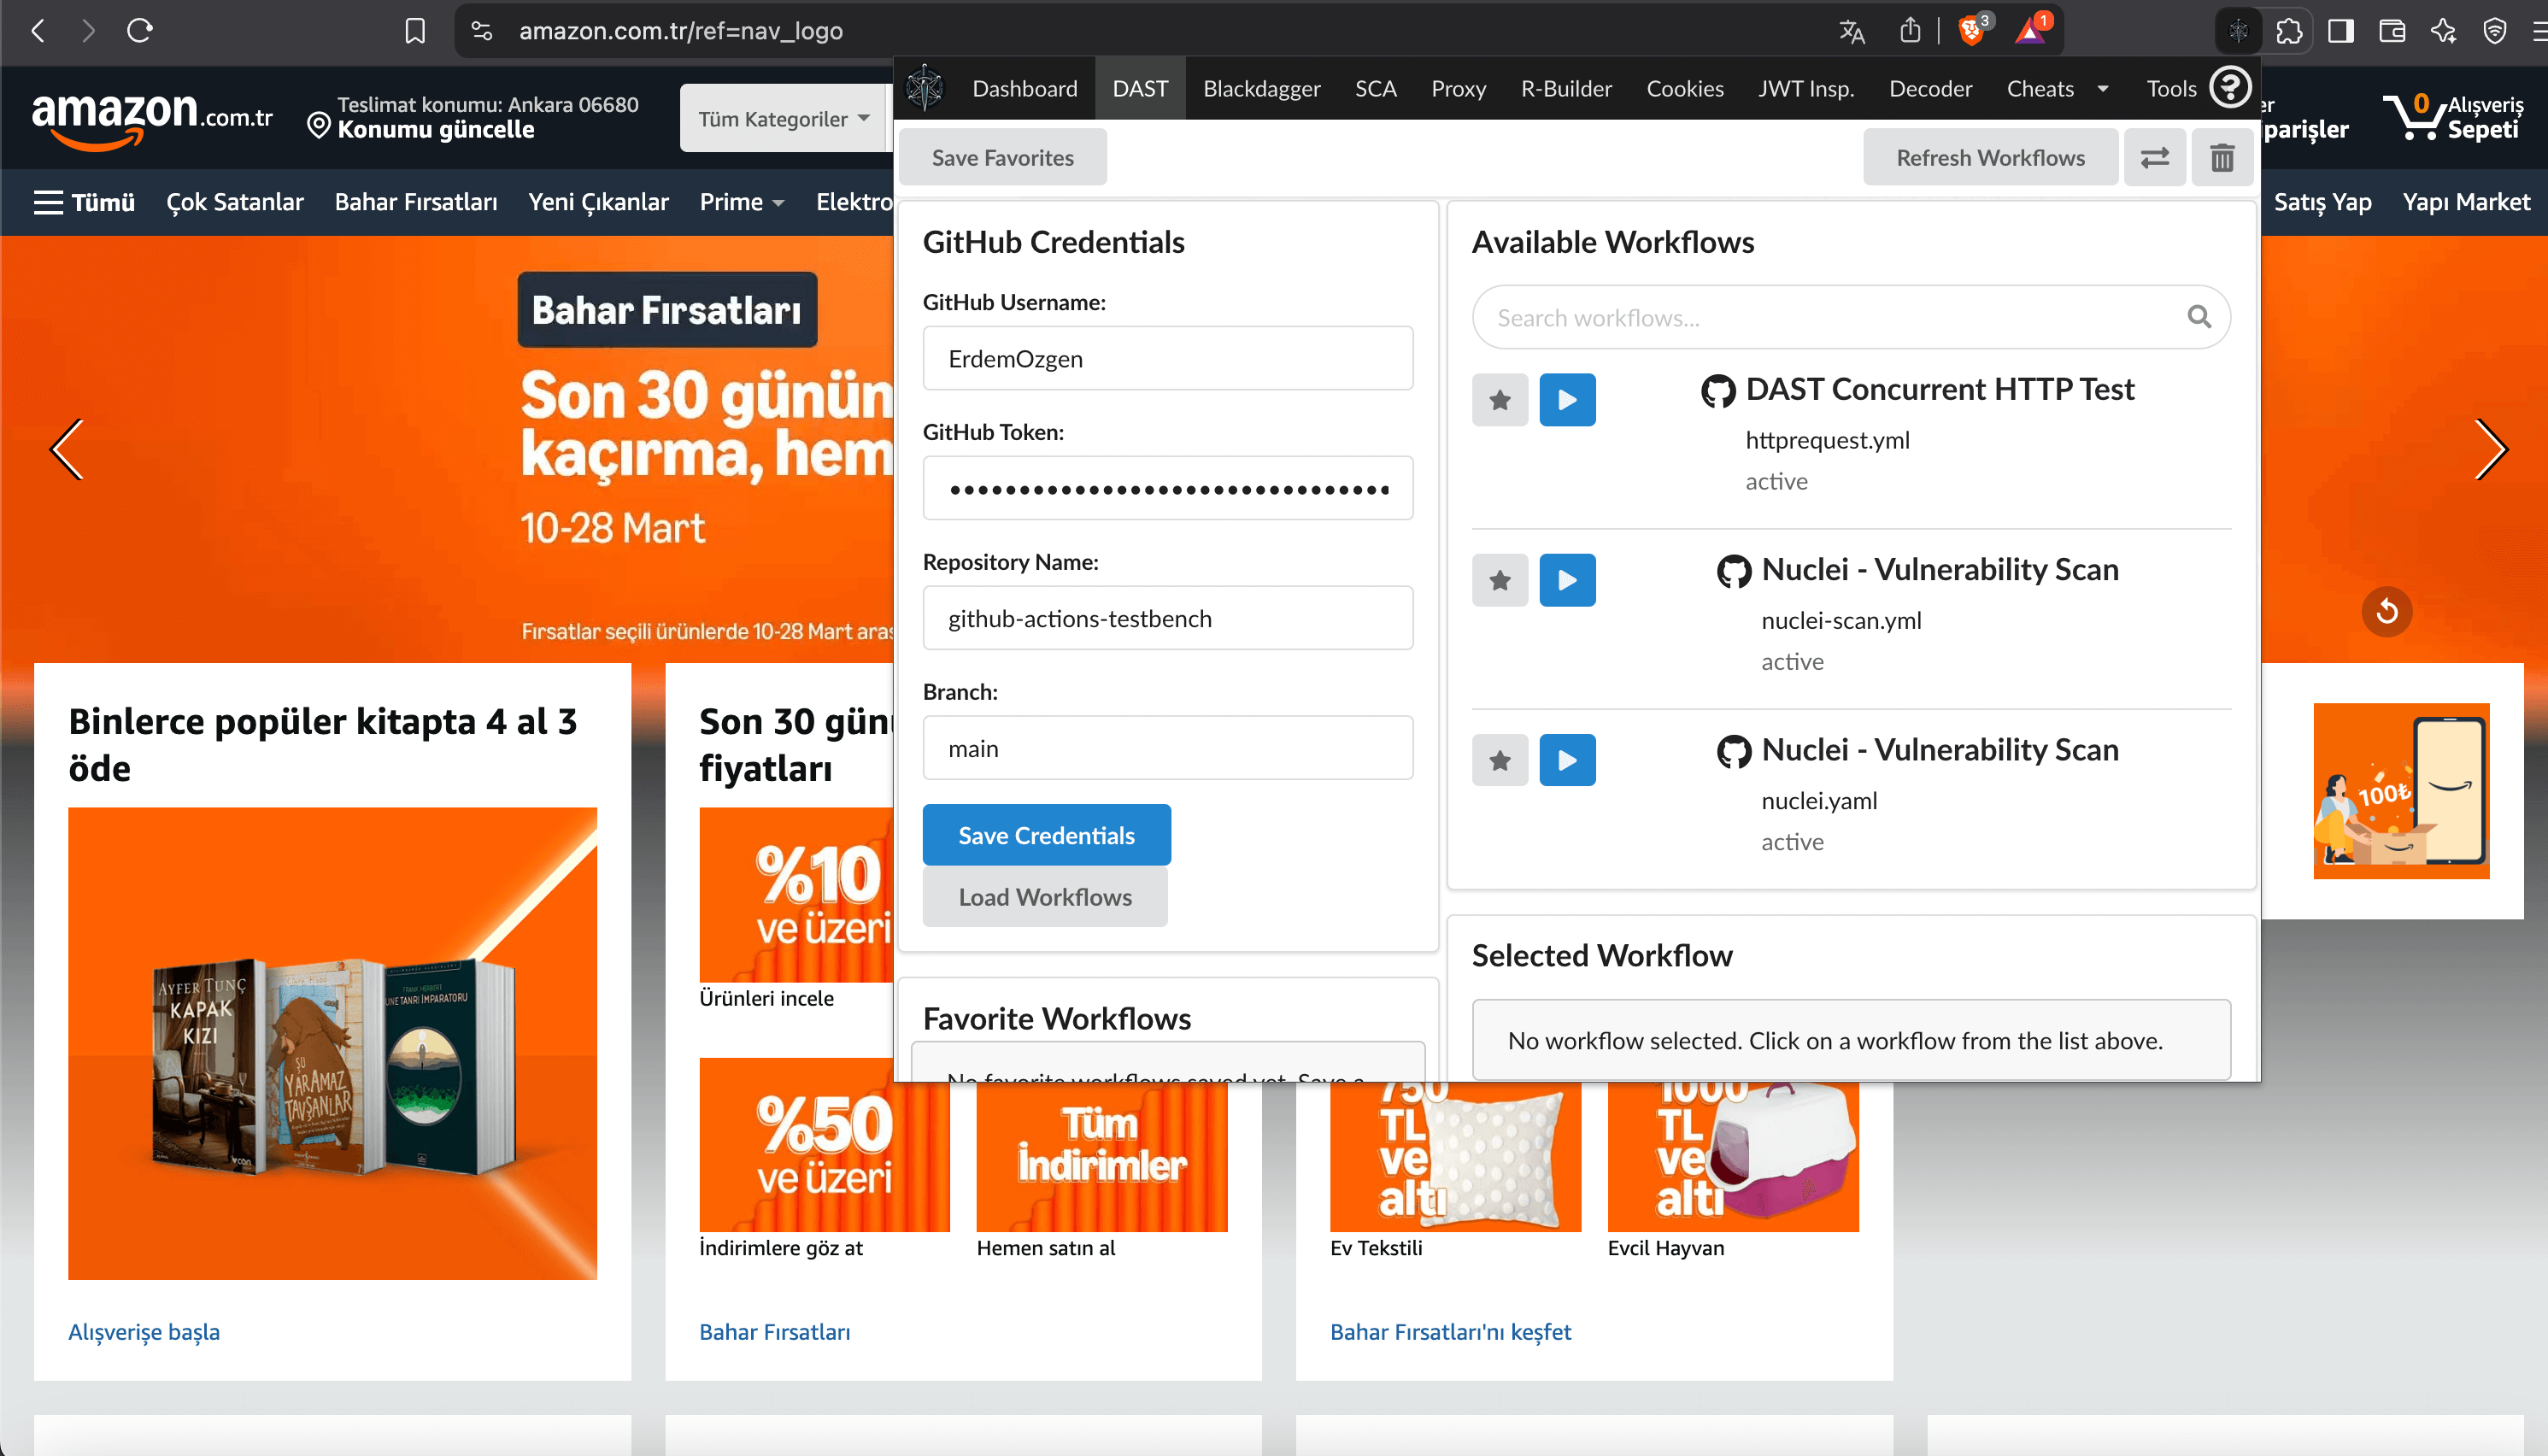 amazon.com.tr/ref=nav_logo
3
1
amazon.com.tr
Teslimat konumu: Ankara 06680
Konumu güncelle
Tüm Kategoriler
0
Alışveriş
Sepeti
Tümü
Çok Satanlar
Bahar Fırsatları
Yeni Çıkanlar
Prime
Elektro
Satış Yap
Yapı Market
Dashboard
DAST
Blackdagger
SCA
Proxy
R-Builder
Cookies
JWT Insp.
Decoder
Cheats
Tools
Save Favorites
Refresh Workflows
GitHub Credentials
GitHub Username:
ErdemOzgen
GitHub Token:
Repository Name:
github-actions-testbench
Branch:
main
Save Credentials
Load Workflows
Favorite Workflows
No favorite workflows saved yet. Save a
Available Workflows
Search workflows...
DAST Concurrent HTTP Test
httprequest.yml
active
Nuclei - Vulnerability Scan
nuclei-scan.yml
active
Nuclei - Vulnerability Scan
nuclei.yaml
active
Selected Workflow
No workflow selected. Click on a workflow from the list above.
Bahar Fırsatları
Son 30 günün
kaçırma, hem
10-28 Mart
Fırsatlar seçili ürünlerde 10-28 Mart aras
Binlerce popüler kitapta 4 al 3
öde
AYFER TUNÇ
KAPAK
KIZI
can
ŞU
YARAMAZ
TAVŞANLAR
FRANK HERBERT
DUNE TANRI İMPARATORU
Alışverişe başla
Son 30 gün
fiyatları
%10
ve üzeri
Ürünleri incele
%50
ve üzeri
İndirimlere göz at
Tüm
İndirimler
Hemen satın al
Bahar Fırsatları
750
TL
ve
altı
Ev Tekstili
1000
TL
ve
altı
Evcil Hayvan
Bahar Fırsatları'nı keşfet
100₺